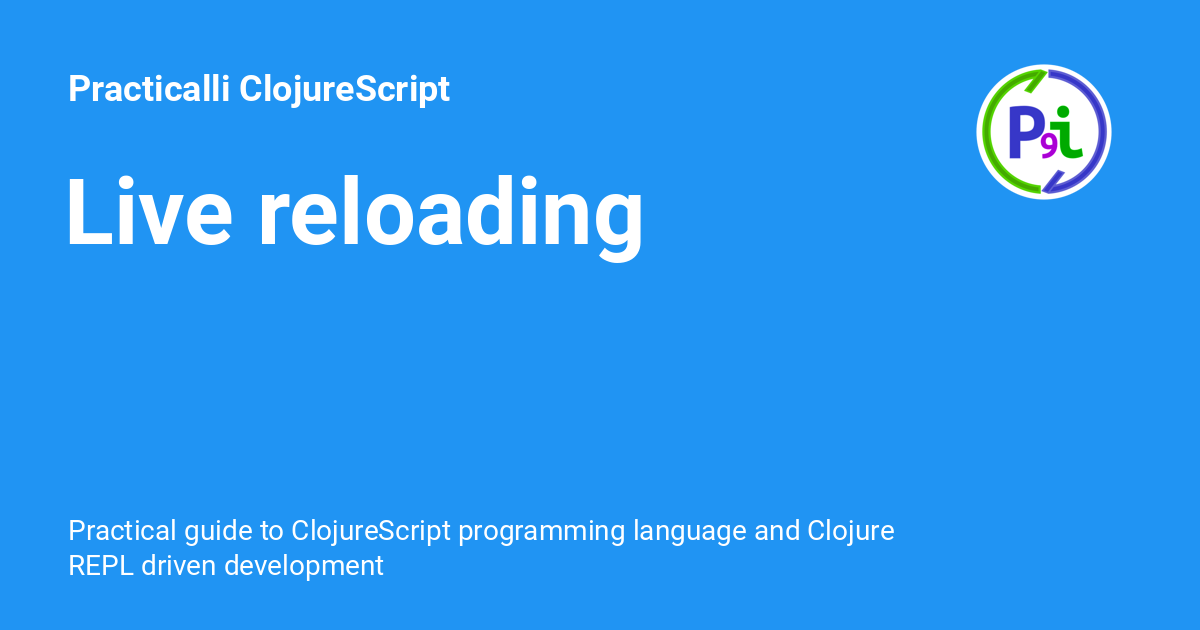 Practicalli ClojureScript
Live reloading
P9i
Practical guide to ClojureScript programming language and Clojure
REPL driven development